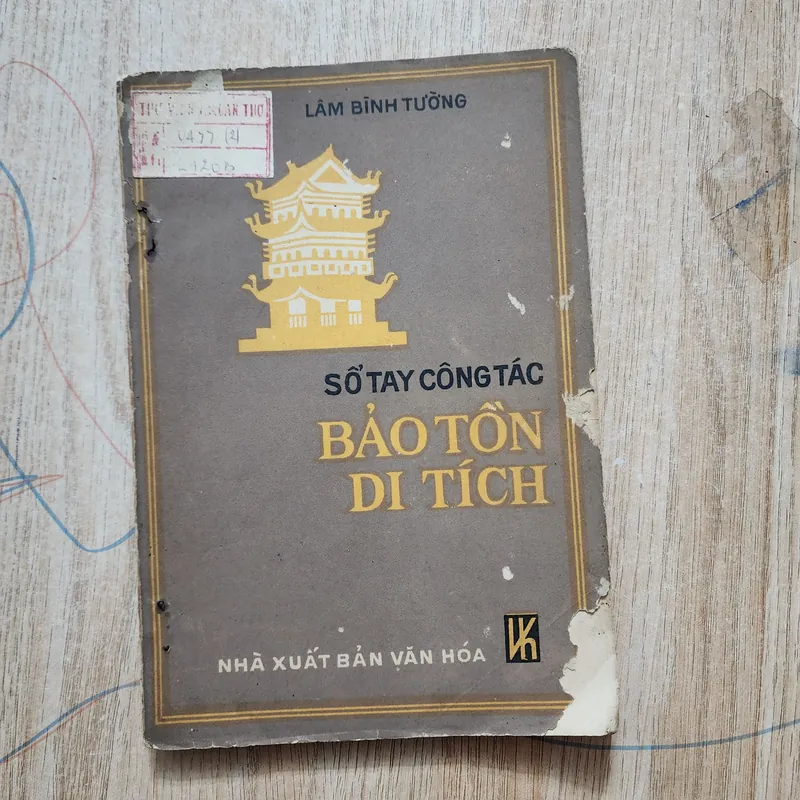 LÂM BÌNH TƯỜNG
SỔ TAY CÔNG TÁC
BẢO TỒN
DI TÍCH
NHÀ XUẤT BẢN VĂN HÓA